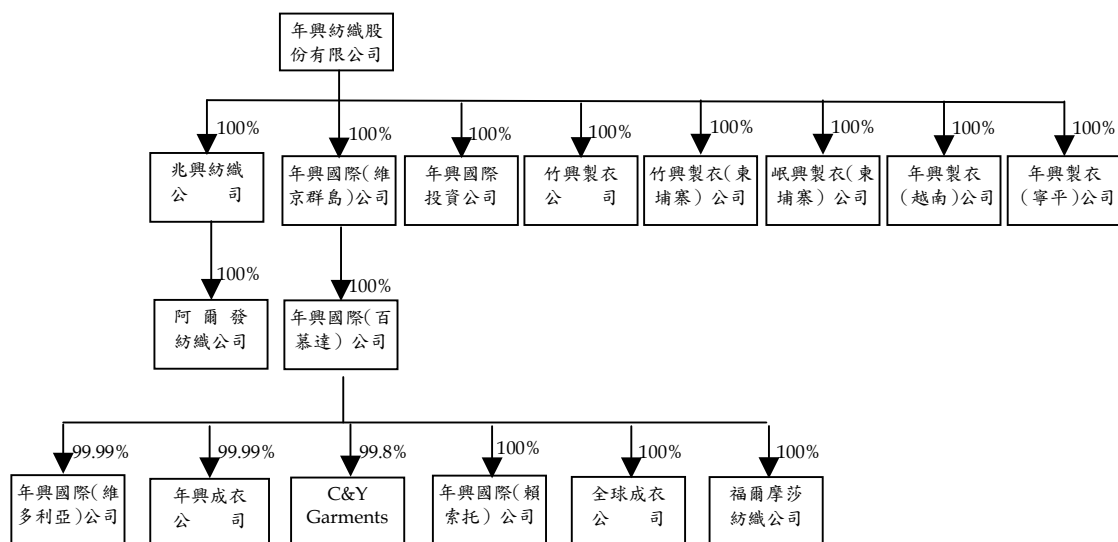 年興紡織股
份有限公司
100%
100%
100%
100%
100%
100%
100%
100%
兆興紡織
公 司
年興國際(維
京群島)公司
年興國際
投資公司
竹興製衣
公 司
竹興製衣(柬
埔寨)公司
岷興製衣(柬
埔寨)公司
年興製衣
(越南)公司
年興製衣
(寧平)公司
100%
100%
阿 爾 發
紡織公司
年興國際(百
慕達)公司
99.99%
99.99%
99.8%
100%
100%
100%
年興國際(維
多利亞)公司
年興成衣
公 司
C&Y
Garments
年興國際(賴
索托)公司
全球成衣
公 司
福爾摩莎
紡織公司